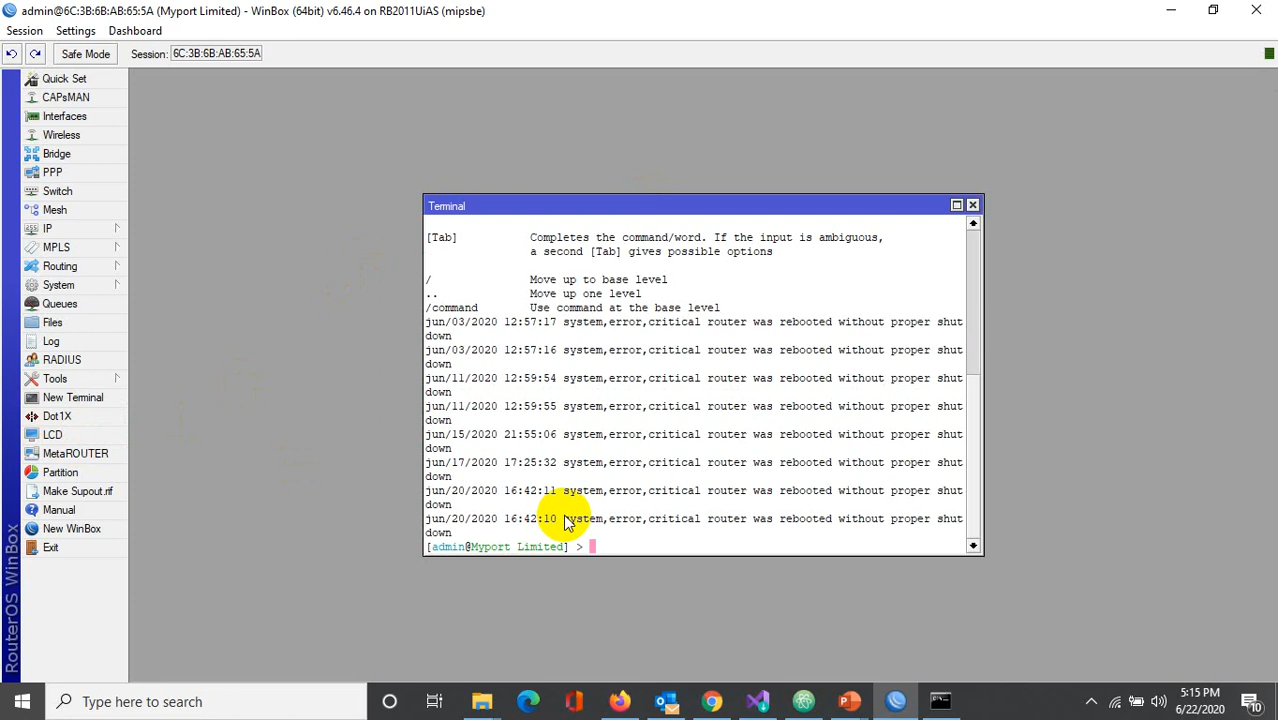 admin@6C:3B:6B:AB:65:5A (Myport Limited) - WinBox (64bit) v6.46.4 on RB2011UiAS (mipsbe)
Session Settings Dashboard
Safe Mode Session: 6C:3B:6B:AB:65:5A
Quick Set
CAPsMAN
Interfaces
Wireless
Bridge
PPP
Switch
Mesh
IP
MPLS
Routing
System
Queues
Files
Log
RADIUS
Tools
New Terminal
Dot1X
LCD
MetaROUTER
Partition
Make Supout.rif
Manual
New WinBox
Exit
RouterOS WinBox
Terminal
[Tab] Completes the command/word. If the input is ambiguous,
a second [Tab] gives possible options
/ Move up to base level
.. Move up one level
/command Use command at the base level
jun/03/2020 12:57:17 system,error,critical router was rebooted without proper shut
down
jun/03/2020 12:57:16 system,error,critical router was rebooted without proper shut
down
jun/11/2020 12:59:54 system,error,critical router was rebooted without proper shut
down
jun/11/2020 12:59:55 system,error,critical router was rebooted without proper shut
down
jun/15/2020 21:55:06 system,error,critical router was rebooted without proper shut
down
jun/17/2020 17:25:32 system,error,critical router was rebooted without proper shut
down
jun/20/2020 16:42:11 system,error,critical router was rebooted without proper shut
down
jun/20/2020 16:42:10 system,error,critical router was rebooted without proper shut
down
[admin@Myport Limited] >
Type here to search
5:15 PM
6/22/2020
10